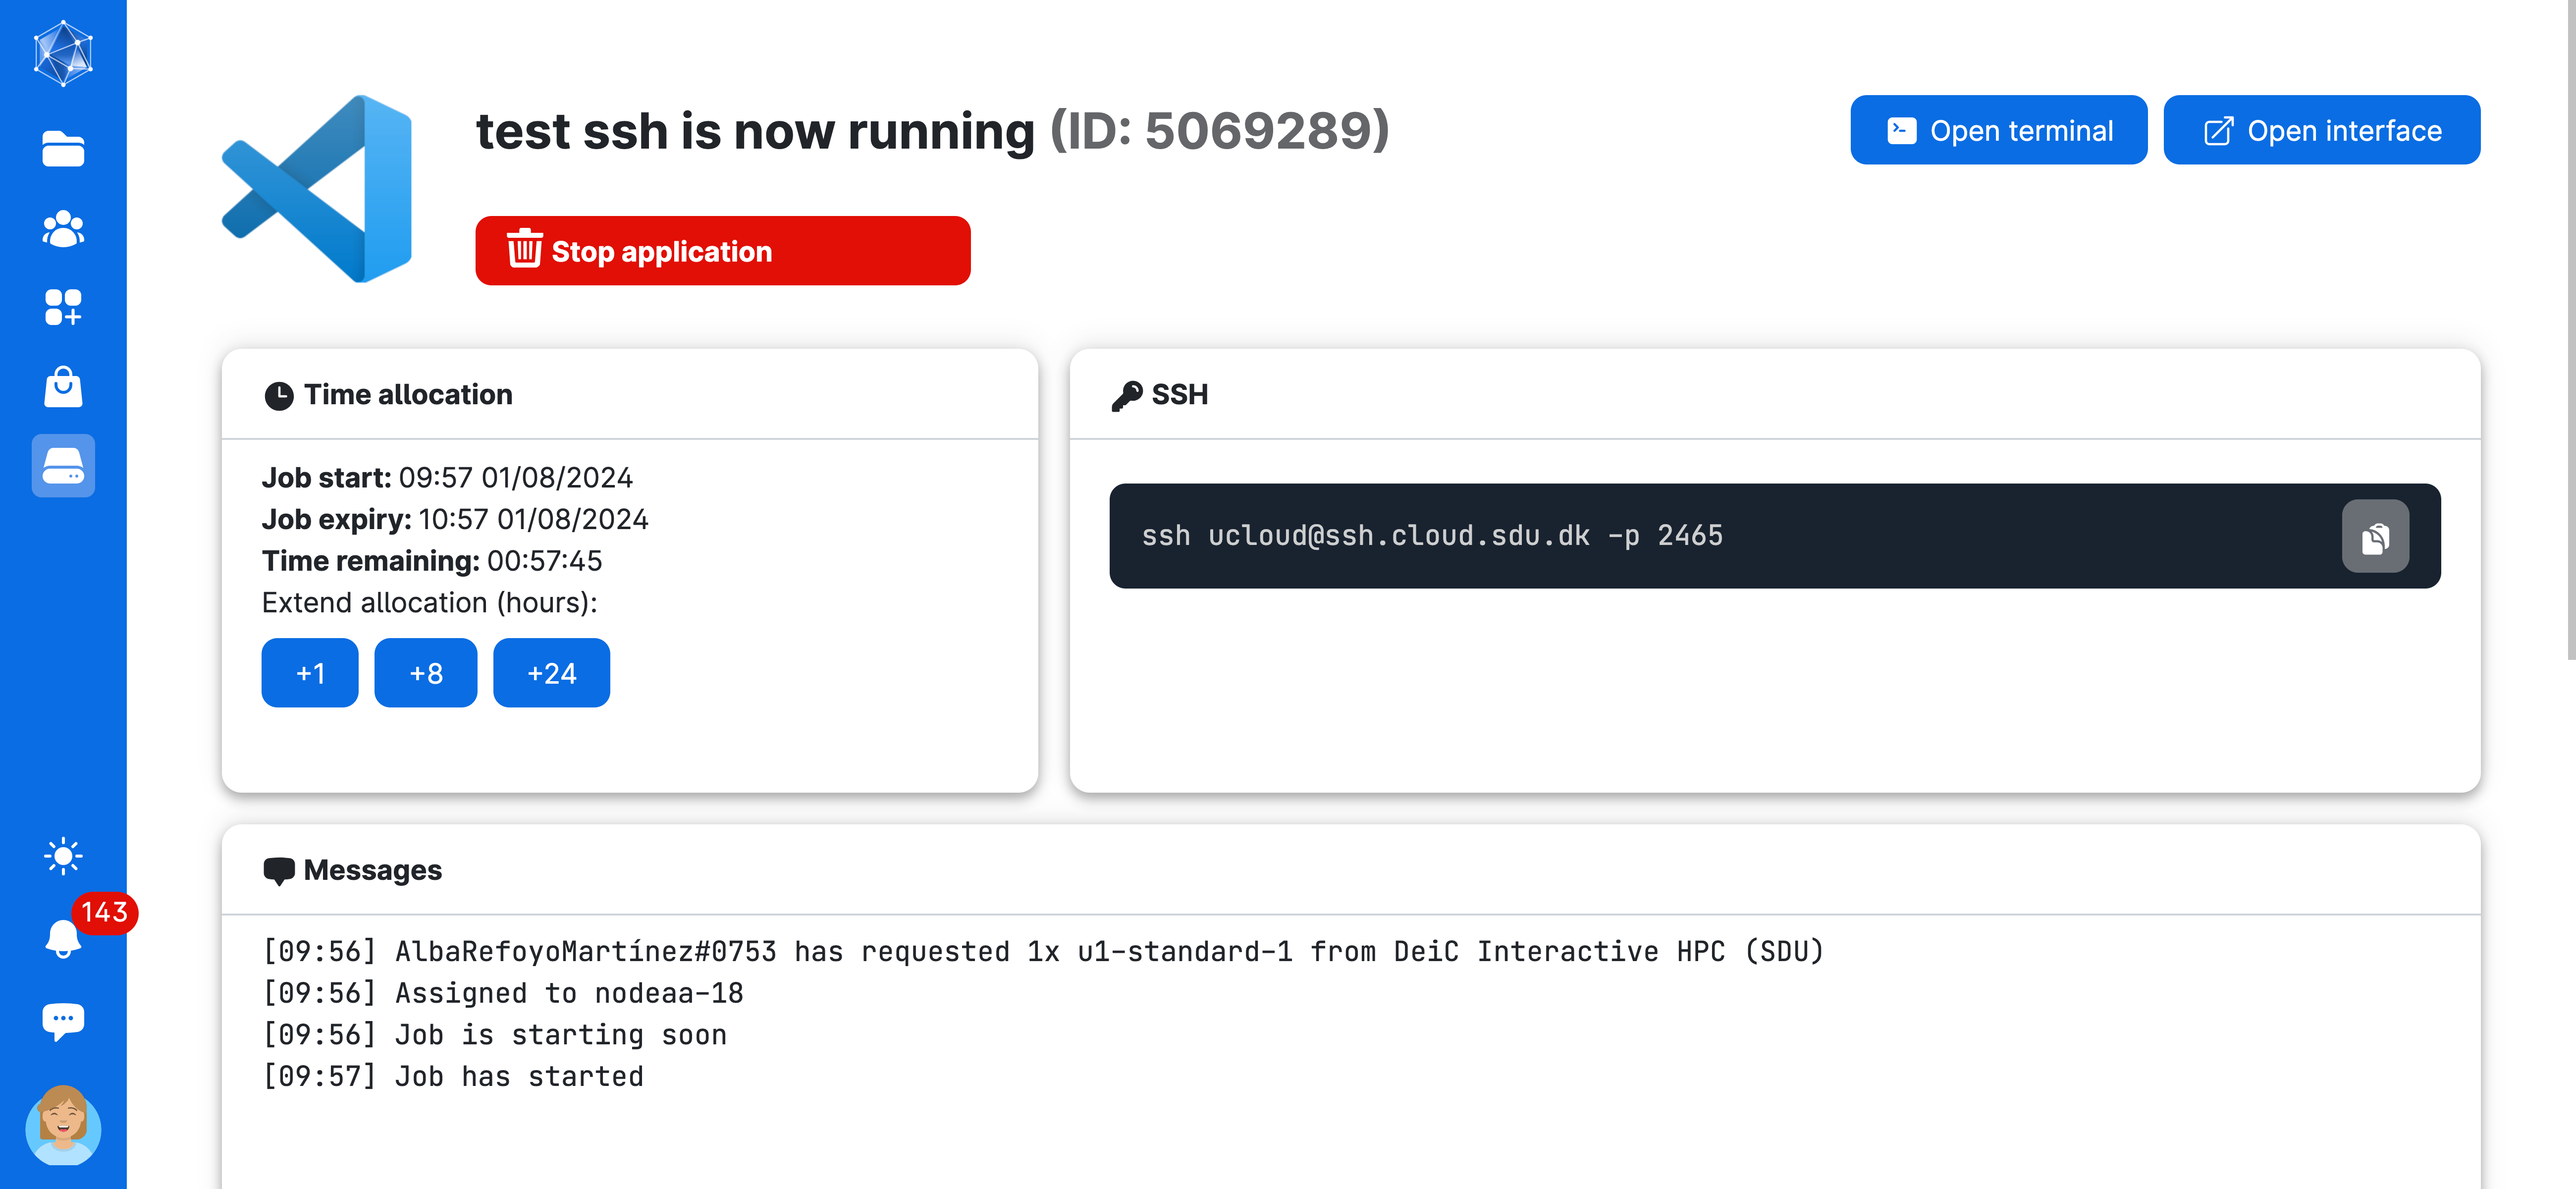 test ssh is now running (ID: 5069289)
Open terminal
Open interface
Stop application
Time allocation
Job start: 09:57 01/08/2024
Job expiry: 10:57 01/08/2024
Time remaining: 00:57:45
Extend allocation (hours):
+1 +8 +24
SSH
ssh ucloud@ssh.cloud.sdu.dk -p 2465
Messages
[09:56] AlbaRefoyoMartínez#0753 has requested 1x u1-standard-1 from DeiC Interactive HPC (SDU)
[09:56] Assigned to nodeaa-18
[09:56] Job is starting soon
[09:57] Job has started
143